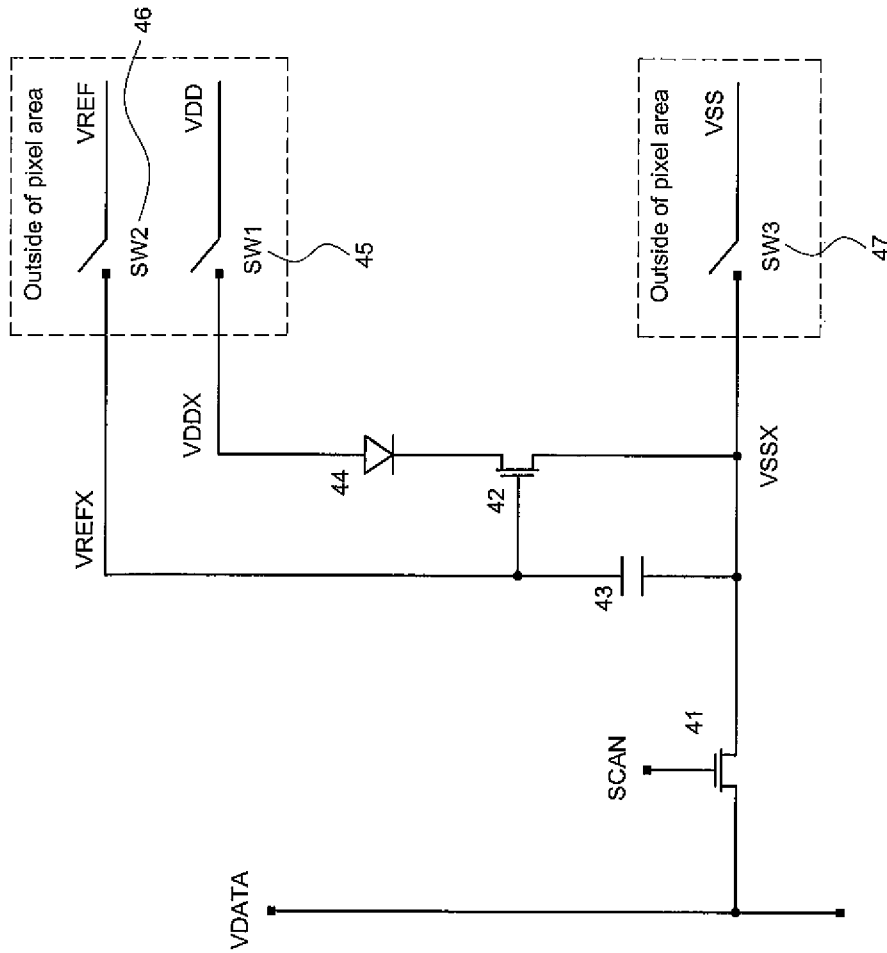 Outside of pixel area
VREF
SW2
46
VDD
SW1
45
VREFX
VDDX
44
42
43
Outside of pixel area
VSS
SW3
47
VSSX
SCAN
41
VDATA